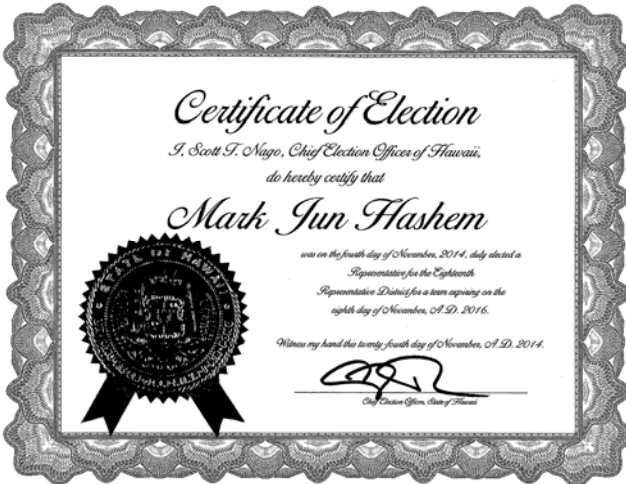 Certificate of Election
I, Scott T. Nago, Chief Election Officer of Hawaii,
do hereby certify that
Mark Jun Hashem
was on the fourth day of November, 2014, duly elected a
Representative for the Eighteenth
Representative District for a term expiring on the
eighth day of November, A.D. 2016.
Witness my hand this twenty-fourth day of November, A.D. 2014.
Chief Election Officer, State of Hawaii
STATE OF HAWAII